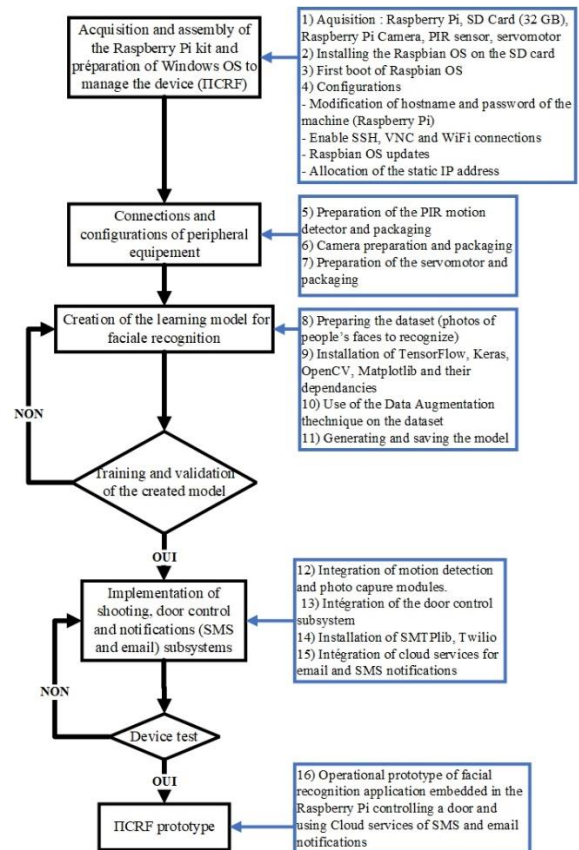 Acquisition and assembly of
the Raspberry Pi kit and
préparation of Windows OS to
manage the device (ΠCRF)
1) Aquisition : Raspberry Pi, SD Card (32 GB),
Raspberry Pi Camera, PIR sensor, servomotor
2) Installing the Raspbian OS on the SD card
3) First boot of Raspbian OS
4) Configurations
- Modification of hostname and password of the
machine (Raspberry Pi)
- Enable SSH, VNC and WiFi connections
- Raspbian OS updates
- Allocation of the static IP address
Connections and
configurations of peripheral
equipement
5) Preparation of the PIR motion
detector and packaging
6) Camera preparation and packaging
7) Preparation of the servomotor and
packaging
Creation of the learning model for
faciale recognition
8) Preparing the dataset (photos of
people's faces to recognize)
9) Installation of TensorFlow, Keras,
OpenCV, Matplotlib and their
dependancies
10) Use of the Data Augmentation
thechnique on the dataset
11) Generating and saving the model
NON
Training and validation
of the created model
OUI
Implementation of
shooting, door control
and notifications (SMS
and email) subsystems
12) Integration of motion detection
and photo capure modules.
13) Intégration of the door control
subsystem
14) Installation of SMTPlib, Twilio
15) Intégration of cloud services for
email and SMS notifications
NON
Device test
OUI
ΠCRF prototype
16) Operational prototype of facial
recognition application embedded in the
Raspberry Pi controlling a door and
using Cloud services of SMS and email
notifications